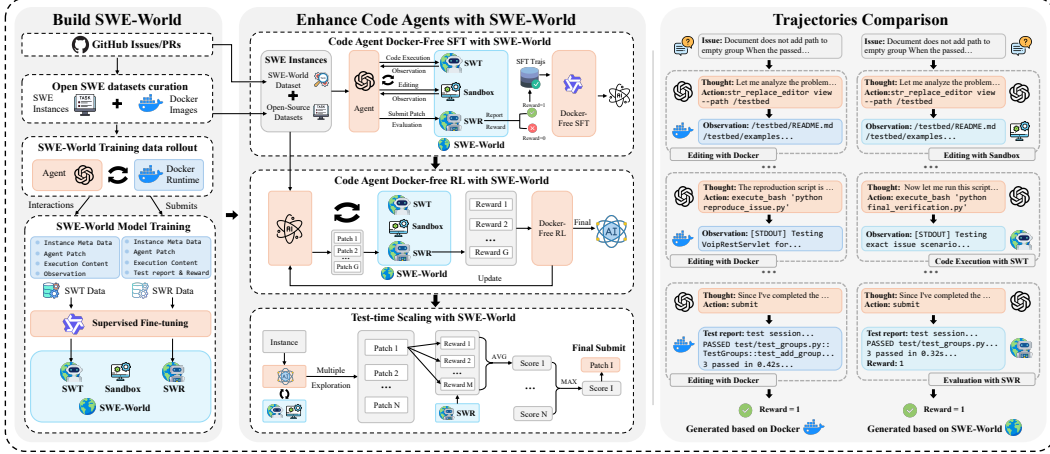 Build SWE-World
GitHub Issues/PRs
Open SWE datasets curation
SWE
Instances
TASK
Docker
Images
SWE-World Training data rollout
Agent
Docker
Runtime
Interactions
Submits
SWE-World Model Training
Instance Meta Data
Agent Patch
Execution Content
Observation
Instance Meta Data
Agent Patch
Execution Content
Test report & Reward
SWT Data
SWR Data
Supervised Fine-tuning
SWT
Sandbox
SWR
SWE-World
Enhance Code Agents with SWE-World
Code Agent Docker-Free SFT with SWE-World
SWE Instances
SWE-World
Dataset
Open-Source
Datasets
Agent
Code Execution
Observation
Editing
Observation
Submit Patch
Evaluation
SWT
Sandbox
SWR
SWE-World
Report
Reward
SFT Trajs
Reward=1
Reward=0
Docker-
Free SFT
AI
Code Agent Docker-free RL with SWE-World
AI
Patch 1
Patch 2
...
Patch G
SWT
Sandbox
SWR
SWE-World
Reward 1
Reward 2
...
Reward G
Docker-
Free RL
Final
AI
Update
Test-time Scaling with SWE-World
Instance
AI
Multiple
Exploration
Patch 1
Patch 2
...
Patch N
Reward 1
Reward 2
...
Reward M
SWR
AVG
Score 1
...
Score N
MAX
Final Submit
Patch I
Score I
Trajectories Comparison
Issue: Document does not add path to
empty group When the passed…
Thought: Let me analyze the problem…
Action:str_replace_editor view
--path /testbed
Observation: /testbed/README.md
/testbed/examples...
Editing with Docker
...
Thought: The reproduction script is …
Action: execute_bash 'python
reproduce_issue.py'
Observation: [STDOUT] Testing
VoipRestServlet for...
Editing with Docker
...
Thought: Since I've completed the …
Action: submit
Test report: test session...
PASSED test/test_groups.py::
TestGroups::test_add_group...
3 passed in 0.42s...
Editing with Docker
Reward = 1
Generated based on Docker
Issue: Document does not add path to
empty group When the passed…
Thought: Let me analyze the problem…
Action:str_replace_editor view
--path /testbed
Observation: /testbed/README.md
/testbed/examples...
Editing with Sandbox
...
Thought: Now let me run this script…
Action: execute_bash 'python
final_verification.py'
Observation: [STDOUT] Testing
exact issue scenario...
Code Execution with SWT
...
Thought: Since I've completed the …
Action: submit
Test report: test session...
PASSED test/test_groups.py...
3 passed in 0.32s...
Reward: 1
Evaluation with SWR
Reward = 1
Generated based on SWE-World